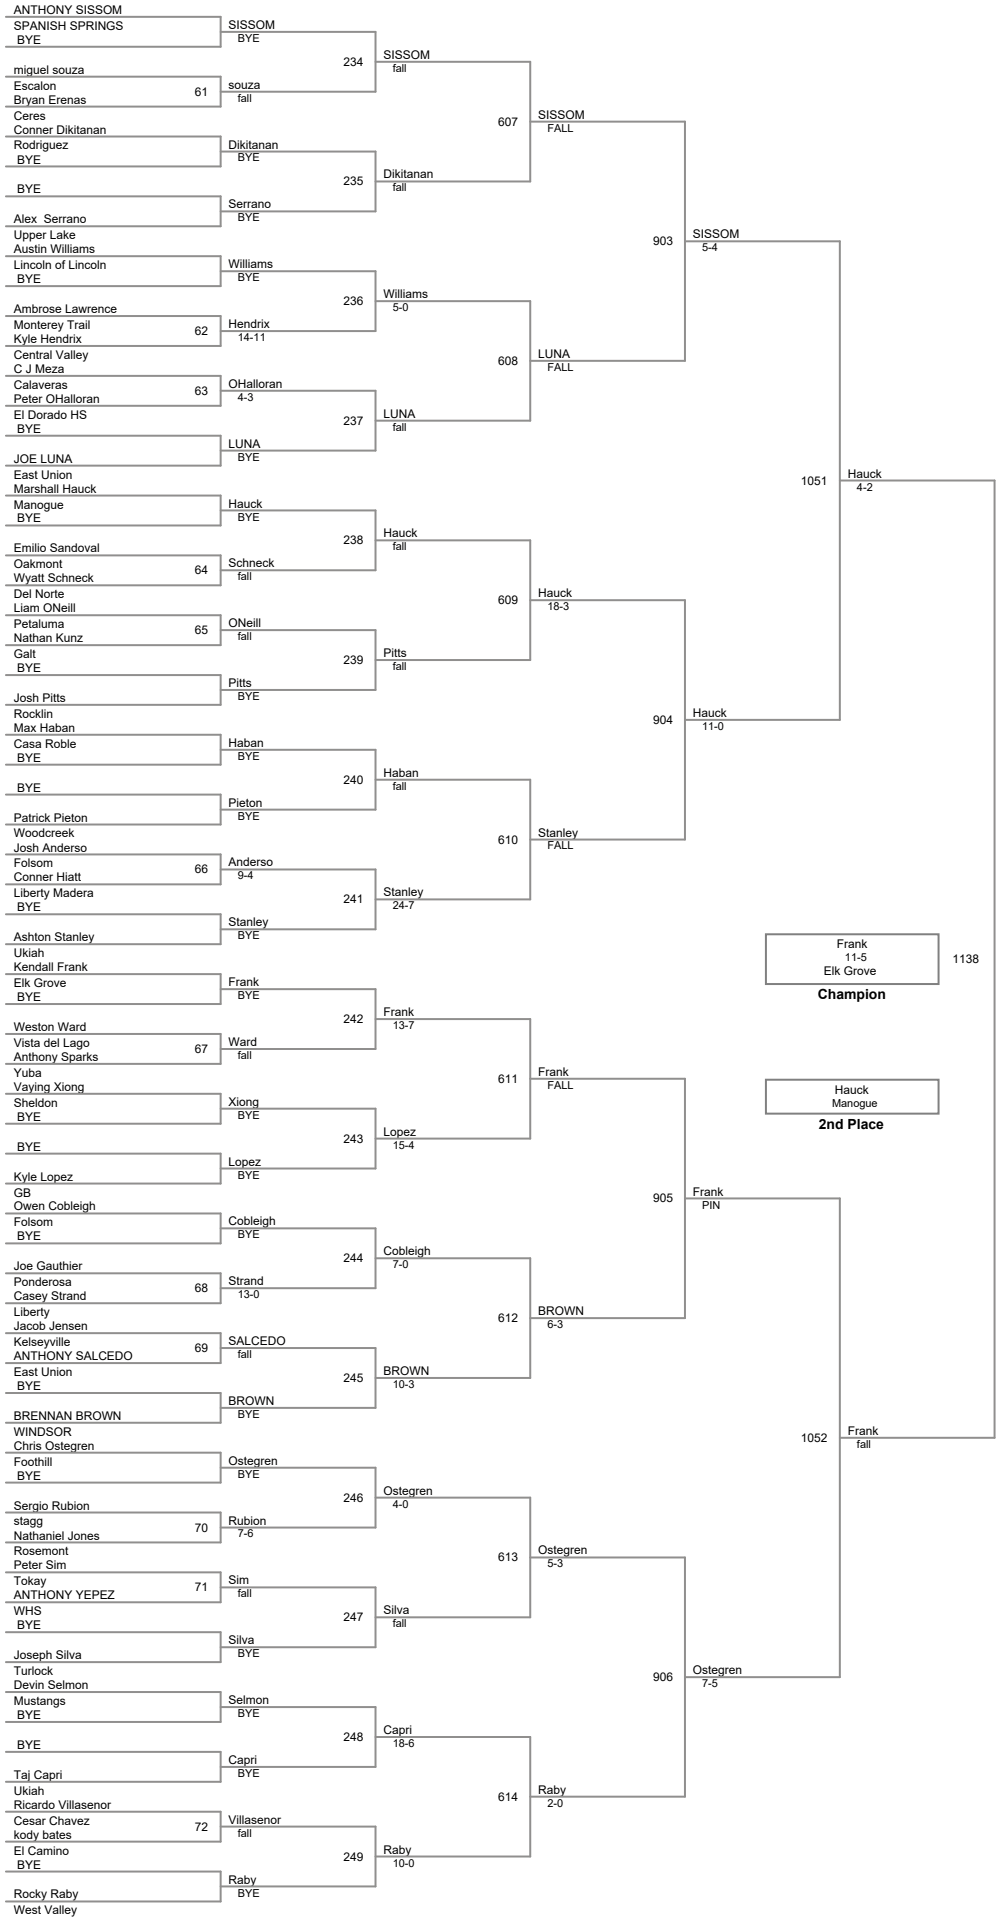 ANTHONY SISSOM
SPANISH SPRINGS
BYE
miguel souza
Escalon
Bryan Erenas
Ceres
Conner Dikitanan
Rodriguez
BYE
BYE
Alex Serrano
Upper Lake
Austin Williams
Lincoln of Lincoln
BYE
Ambrose Lawrence
Monterey Trail
Kyle Hendrix
Central Valley
C J Meza
Calaveras
Peter OHalloran
El Dorado HS
BYE
JOE LUNA
East Union
Marshall Hauck
Manogue
BYE
Emilio Sandoval
Oakmont
Wyatt Schneck
Del Norte
Liam ONeill
Petaluma
Nathan Kunz
Galt
BYE
Josh Pitts
Rocklin
Max Haban
Casa Roble
BYE
BYE
Patrick Pieton
Woodcreek
Josh Anderso
Folsom
Conner Hiatt
Liberty Madera
BYE
Ashton Stanley
Ukiah
Kendall Frank
Elk Grove
BYE
Weston Ward
Vista del Lago
Anthony Sparks
Yuba
Vaying Xiong
Sheldon
BYE
BYE
Kyle Lopez
GB
Owen Cobleigh
Folsom
BYE
Joe Gauthier
Ponderosa
Casey Strand
Liberty
Jacob Jensen
Kelseyville
ANTHONY SALCEDO
East Union
BYE
BRENNAN BROWN
WINDSOR
Chris Ostegren
Foothill
BYE
Sergio Rubion
stagg
Nathaniel Jones
Rosemont
Peter Sim
Tokay
ANTHONY YEPEZ
WHS
BYE
Joseph Silva
Turlock
Devin Selmon
Mustangs
BYE
BYE
Taj Capri
Ukiah
Ricardo Villasenor
Cesar Chavez
kody bates
El Camino
BYE
Rocky Raby
West Valley
61
62
63
64
65
66
67
68
69
70
71
72
SISSOM
BYE
souza
fall
Dikitanan
BYE
Serrano
BYE
Williams
BYE
Hendrix
14-11
OHalloran
4-3
LUNA
BYE
Hauck
BYE
Schneck
fall
ONeill
fall
Pitts
BYE
Haban
BYE
Pieton
BYE
Anderso
9-4
Stanley
BYE
Frank
BYE
Ward
fall
Xiong
BYE
Lopez
BYE
Cobleigh
BYE
Strand
13-0
SALCEDO
fall
BROWN
BYE
Ostegren
BYE
Rubion
7-6
Sim
fall
Silva
BYE
Selmon
BYE
Capri
BYE
Villasenor
fall
Raby
BYE
234
235
236
237
238
239
240
241
242
243
244
245
246
247
248
249
SISSOM
fall
Dikitanan
fall
Williams
5-0
LUNA
fall
Hauck
fall
Pitts
fall
Haban
fall
Stanley
24-7
Frank
13-7
Lopez
15-4
Cobleigh
7-0
BROWN
10-3
Ostegren
4-0
Silva
fall
Capri
18-6
Raby
10-0
607
608
609
610
611
612
613
614
SISSOM
FALL
LUNA
FALL
Hauck
18-3
Stanley
FALL
Frank
FALL
BROWN
6-3
Ostegren
5-3
Raby
2-0
903
904
905
906
SISSOM
5-4
Hauck
11-0
Frank
PIN
Ostegren
7-5
1051
1052
Hauck
4-2
Frank
fall
1138
Frank
11-5
Elk Grove
Champion
Hauck
Manogue
2nd Place